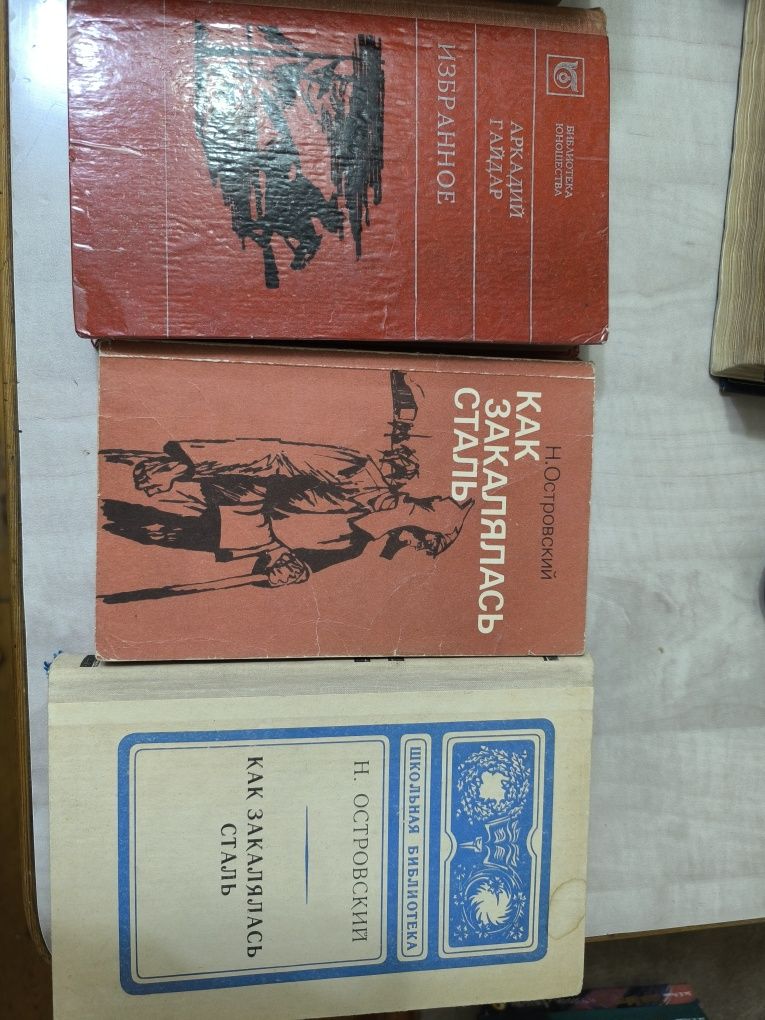 БИБЛИОТЕКА
ЮНОШЕСТВА
АРКАДИЙ
ГАЙДАР
ИЗБРАННОЕ
Н.Островский
КАК
ЗАКАЛЯЛАСЬ
СТАЛЬ
ШКОЛЬНАЯ БИБЛИОТЕКА
Н. ОСТРОВСКИЙ
КАК ЗАКАЛЯЛАСЬ
СТАЛЬ